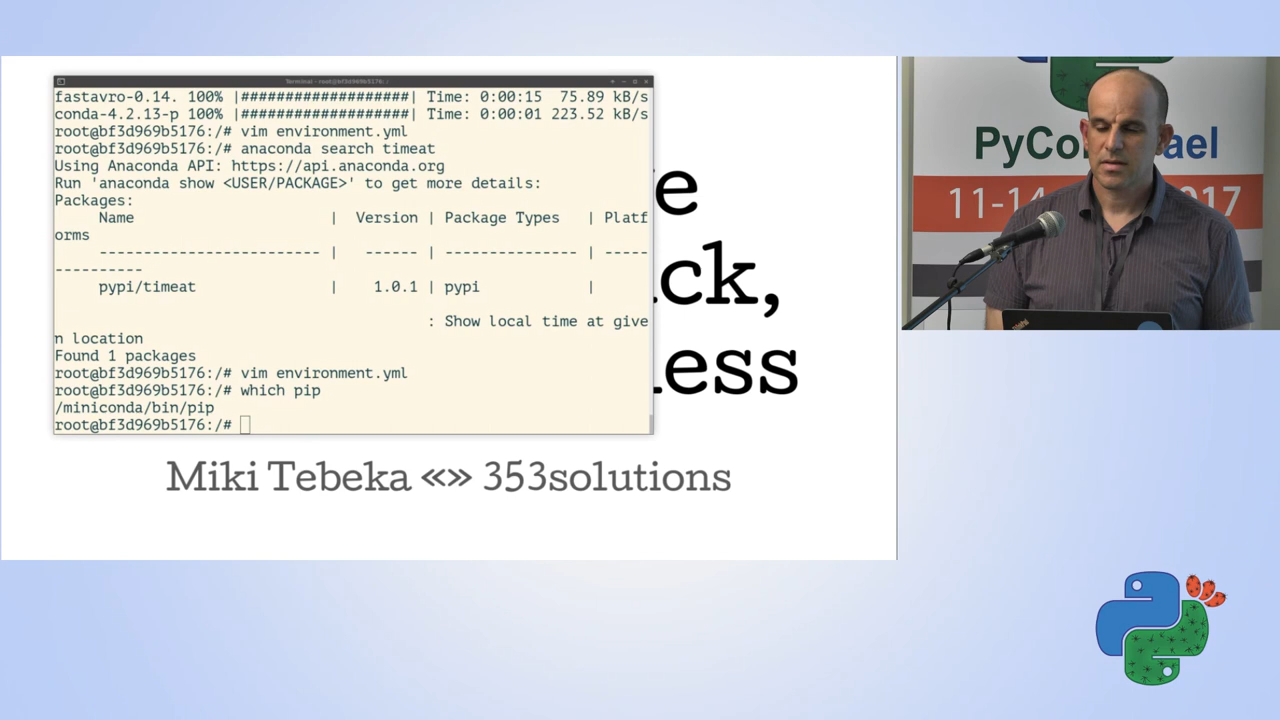 Terminal - root@bf3d969b5176: /
fastavro-0.14. 100% |###################| Time: 0:00:15  75.89 kB/s
conda-4.2.13-p 100% |###################| Time: 0:00:01 223.52 kB/s
root@bf3d969b5176:/# vim environment.yml
root@bf3d969b5176:/# anaconda search timeat
Using Anaconda API: https://api.anaconda.org
Run 'anaconda show <USER/PACKAGE>' to get more details:
Packages:
Name | Version | Package Types | Platf
orms
------------------------- | ------ | --------------- | -----
----------
pypi/timeat | 1.0.1 | pypi |
: Show local time at give
n location
Found 1 packages
root@bf3d969b5176:/# vim environment.yml
root@bf3d969b5176:/# which pip
/miniconda/bin/pip
root@bf3d969b5176:/#
e
ck,
ess
Miki Tebeka «» 353solutions
PyCo ael
11-14 2017